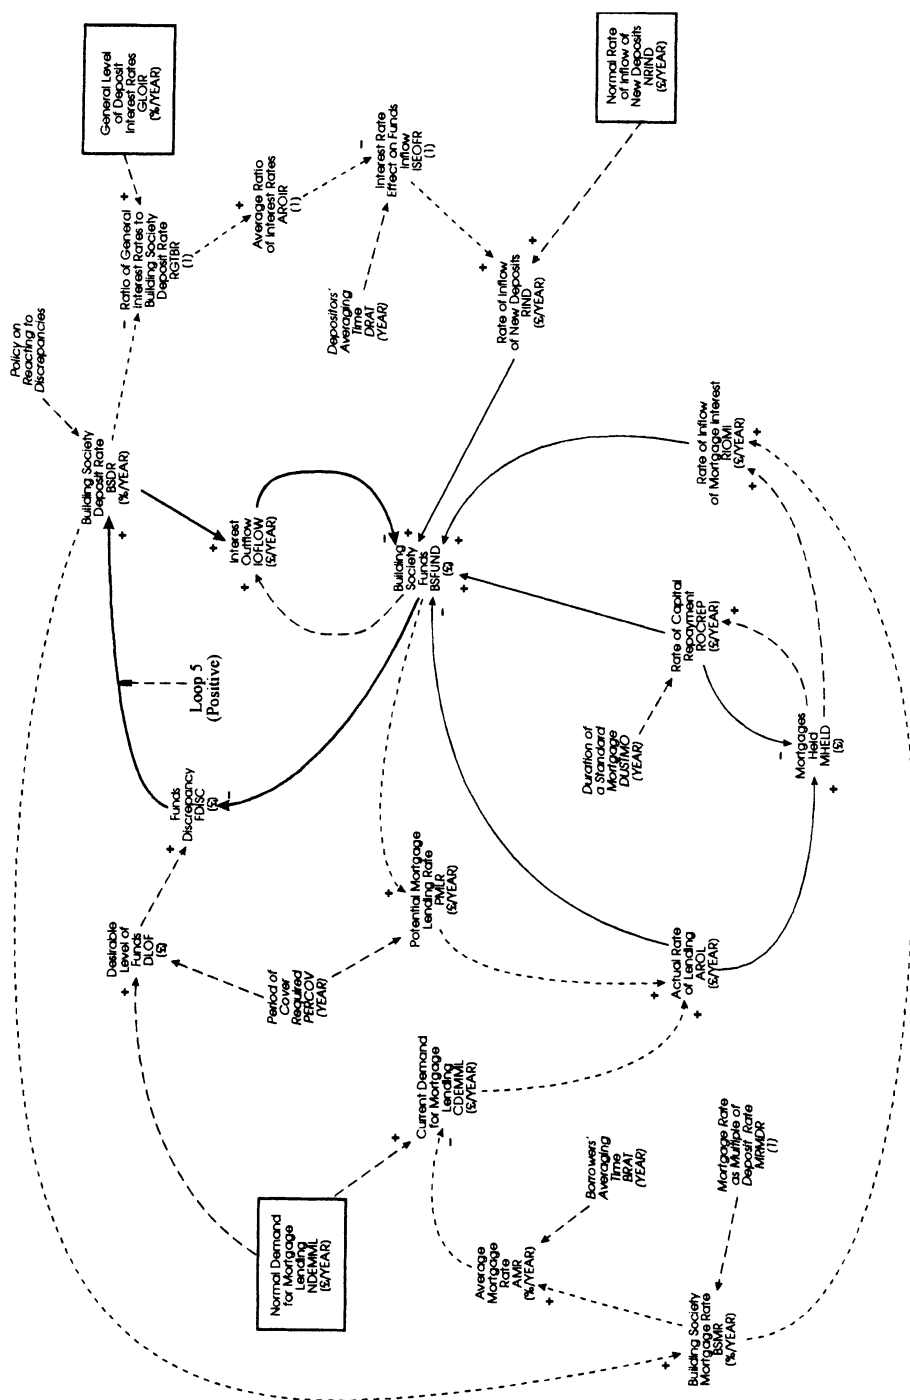 General Level
of Deposit
Interest Rates
GLOIR
(%/YEAR)
Normal Rate
of Inflow of
New Deposits
NRIND
(£/YEAR)
Ratio of General
Interest Rates to
Building Society
Deposit Rate
RGTBR
(1)
Average Ratio
of Interest Rates
AROIR
(1)
Interest Rate
Effect on Funds
Inflow
ISEOFR
(1)
Policy on
Reacting to
Discrepancies
Depositors'
Averaging
Time
DRAT
(YEAR)
Rate of Inflow
of New Deposits
RIND
(£/YEAR)
Building Society
Deposit Rate
BSDR
(%/YEAR)
Interest
Outflow
IOFLOW
(£/YEAR)
Building
Society
Funds
BSFUND
(£)
Rate of Inflow
of Mortgage Interest
RIOMI
(£/YEAR)
Loop 5
(Positive)
Rate of Capital
Repayment
ROCREP
(£/YEAR)
Duration of
a Standard
Mortgage
DUSTMO
(YEAR)
Mortgages
Held
MHELD
(£)
Funds
Discrepancy
FDISC
(£)
Desirable
Level of
Funds
DLOF
(£)
Potential Mortgage
Lending Rate
PMLR
(£/YEAR)
Period of
Cover
Required
PERCOV
(YEAR)
Actual Rate
of Lending
AROL
(£/YEAR)
Current Demand
for Mortgage
Lending
CDEMML
(£/YEAR)
Normal Demand
for Mortgage
Lending
NDEMML
(£/YEAR)
Borrowers'
Averaging
Time
BRAT
(YEAR)
Mortgage Rate
as Multiple of
Deposit Rate
MRMDR
(1)
Average
Mortgage
Rate
AMR
(%/YEAR)
Building Society
Mortgage Rate
BSMR
(%/YEAR)